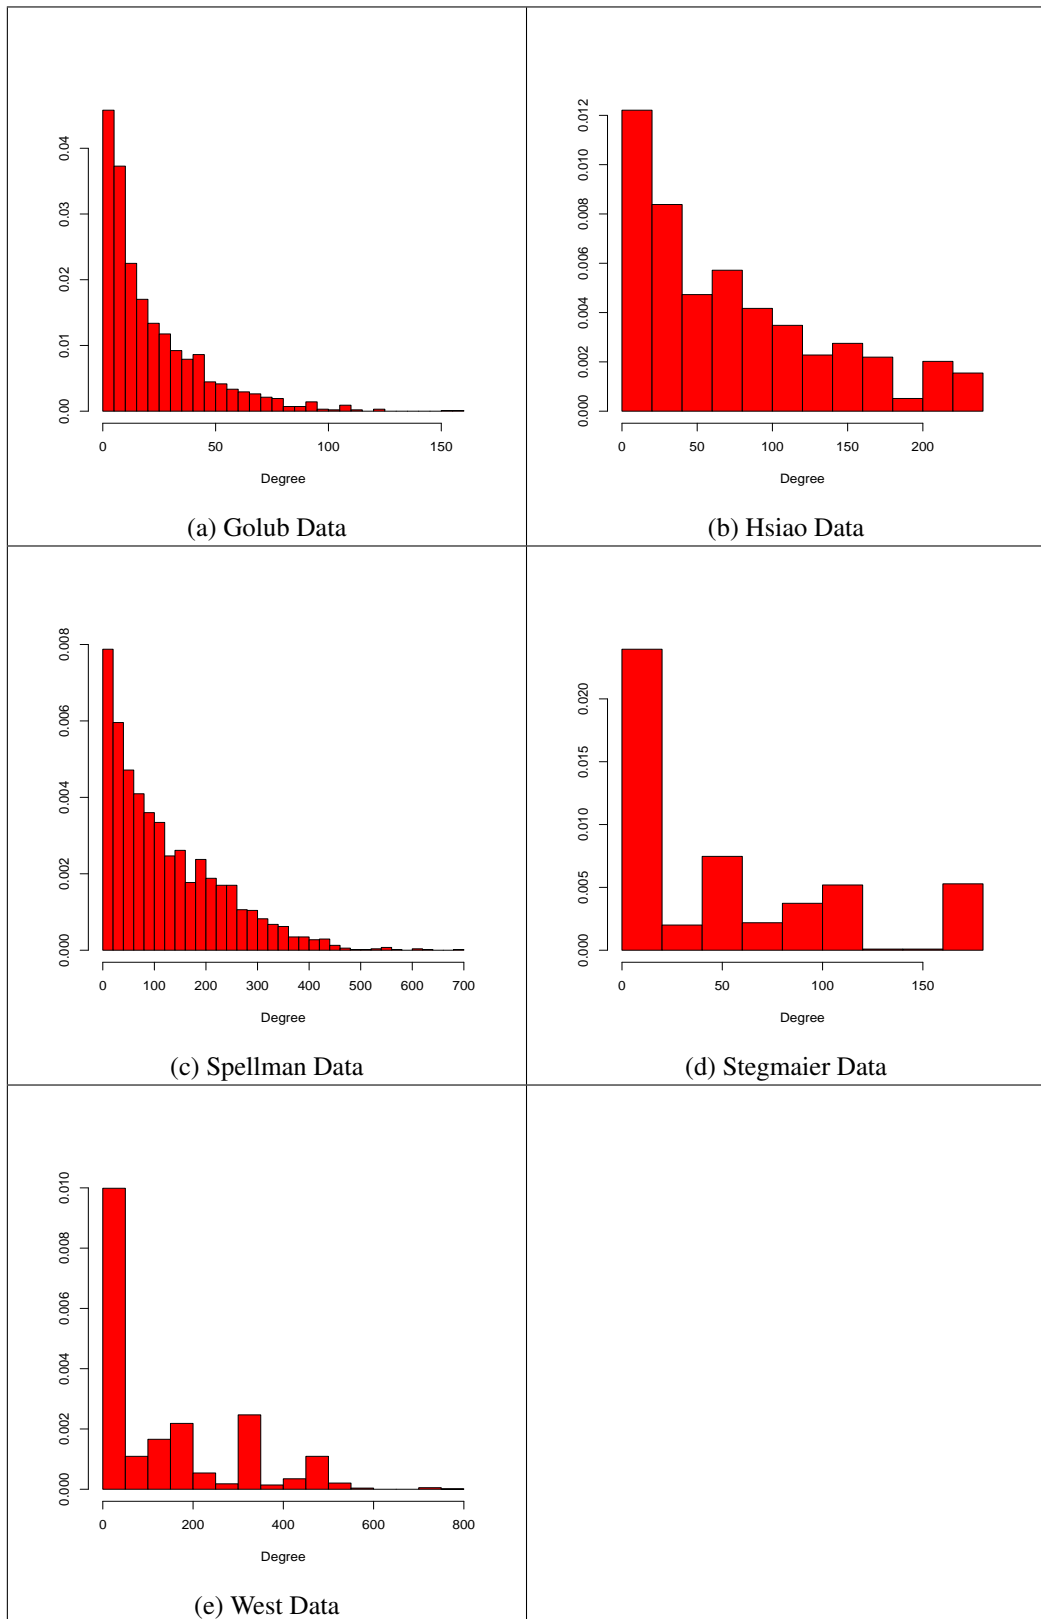 0.04
0.03
0.02
0.01
0.00
0 50 100 150
Degree
(a) Golub Data
0.012
0.010
0.008
0.006
0.004
0.002
0.000
0 50 100 150 200
Degree
(b) Hsiao Data
0.008
0.006
0.004
0.002
0.000
0 100 200 300 400 500 600 700
Degree
(c) Spellman Data
0.020
0.015
0.010
0.005
0.000
0 50 100 150
Degree
(d) Stegmaier Data
0.010
0.008
0.006
0.004
0.002
0.000
0 200 400 600 800
Degree
(e) West Data